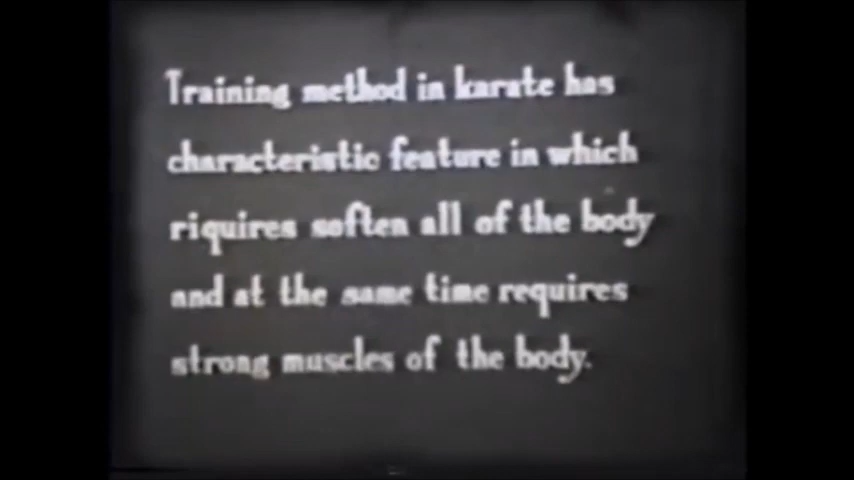 Training method in karate has
characteristic feature in which
riquires soften all of the body
and at the same time requires
strong muscles of the body.